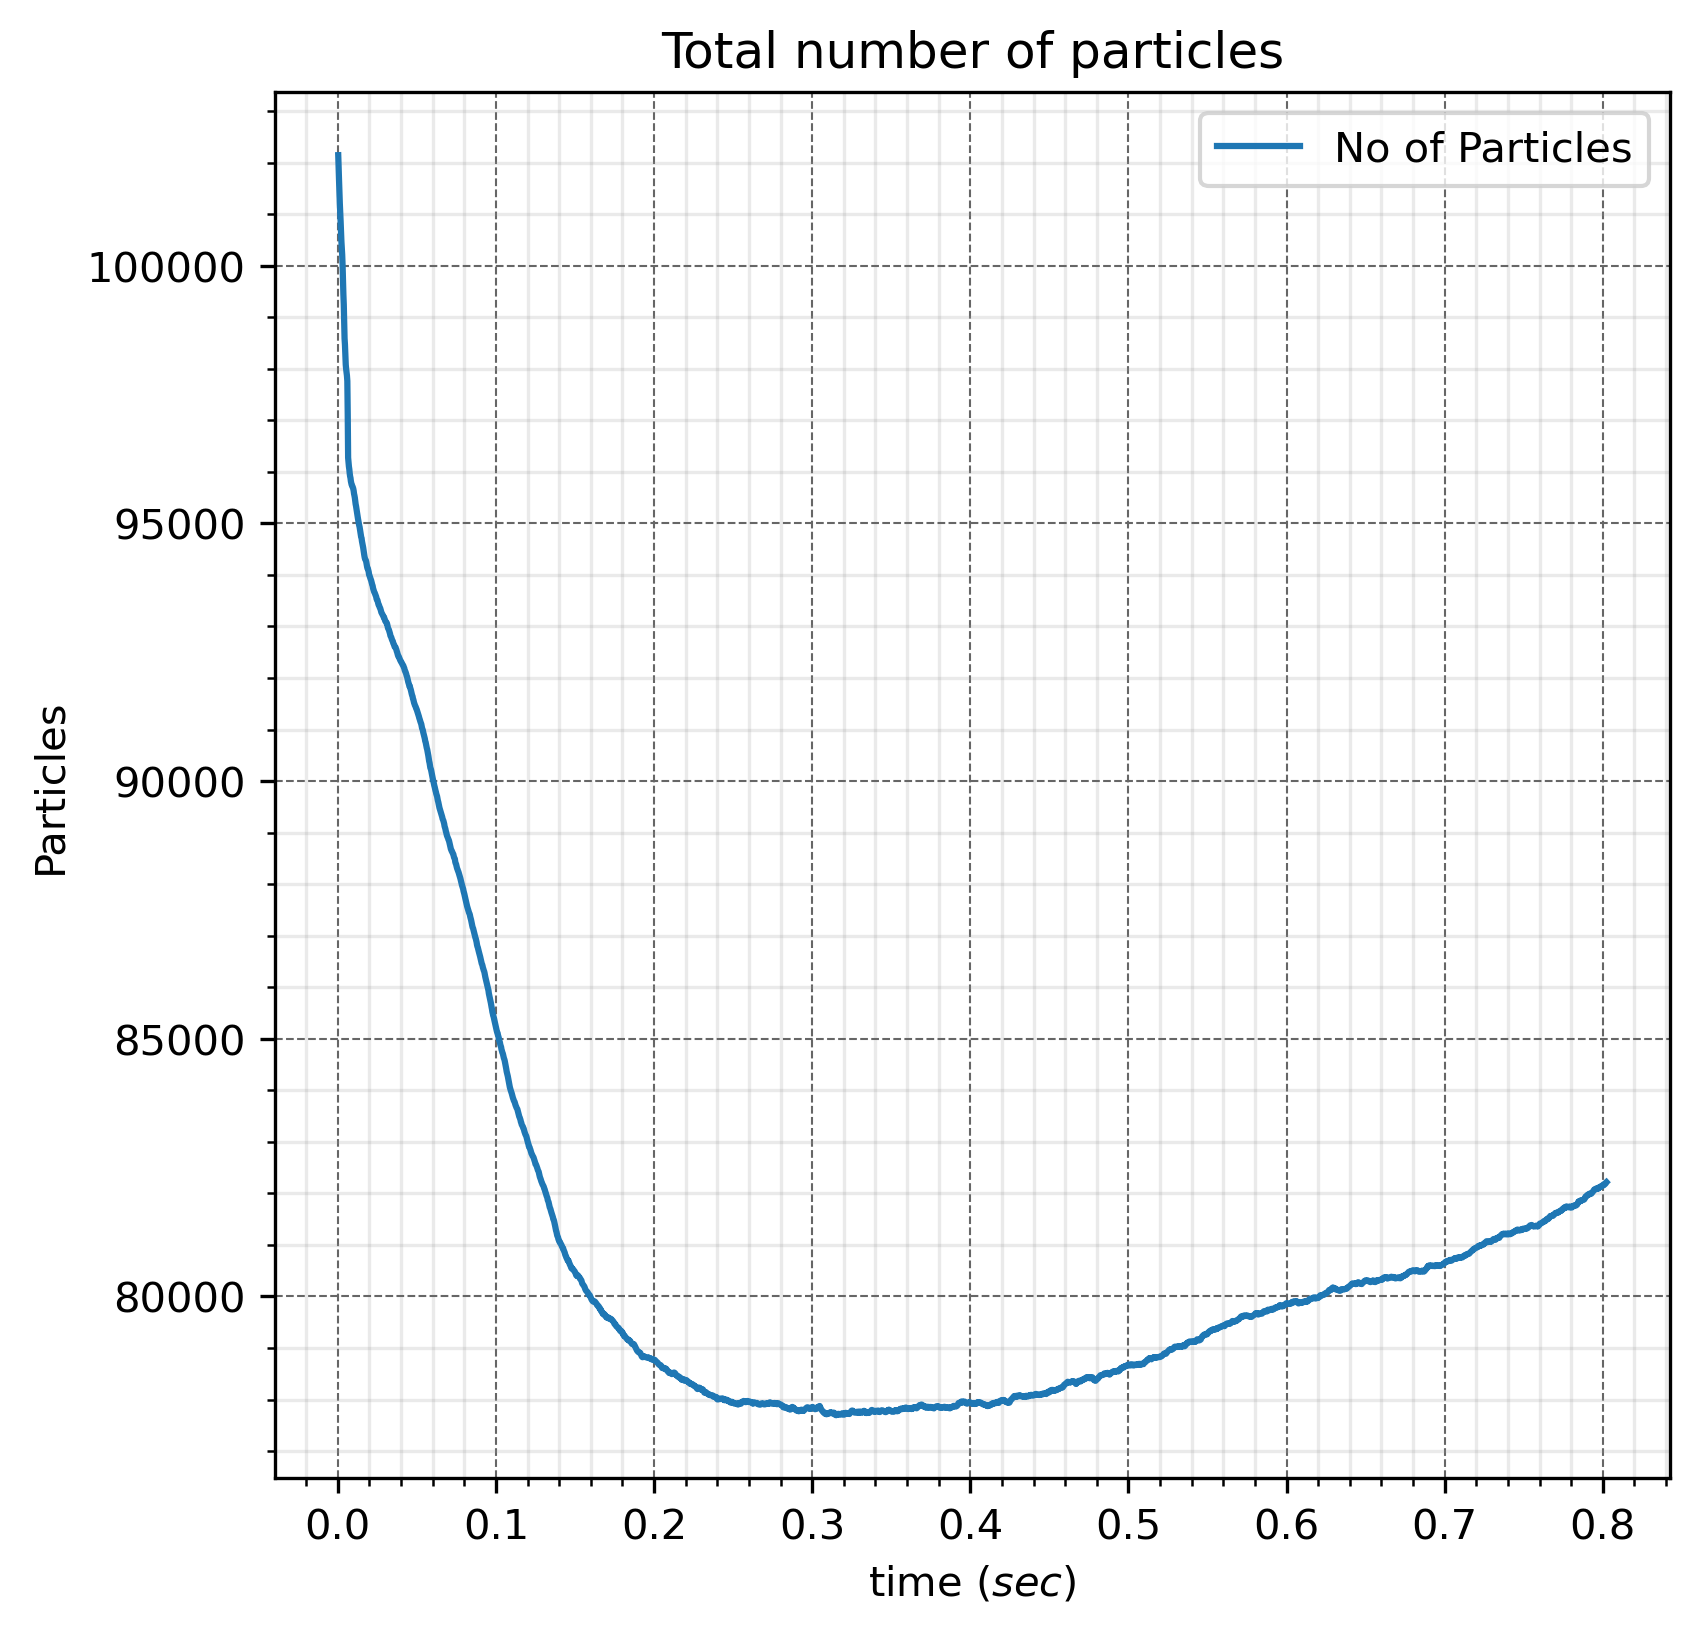 Total number of particles
No of Particles
100000
95000
90000
85000
80000
Particles
0.0 0.1 0.2 0.3 0.4 0.5 0.6 0.7 0.8
time (sec)